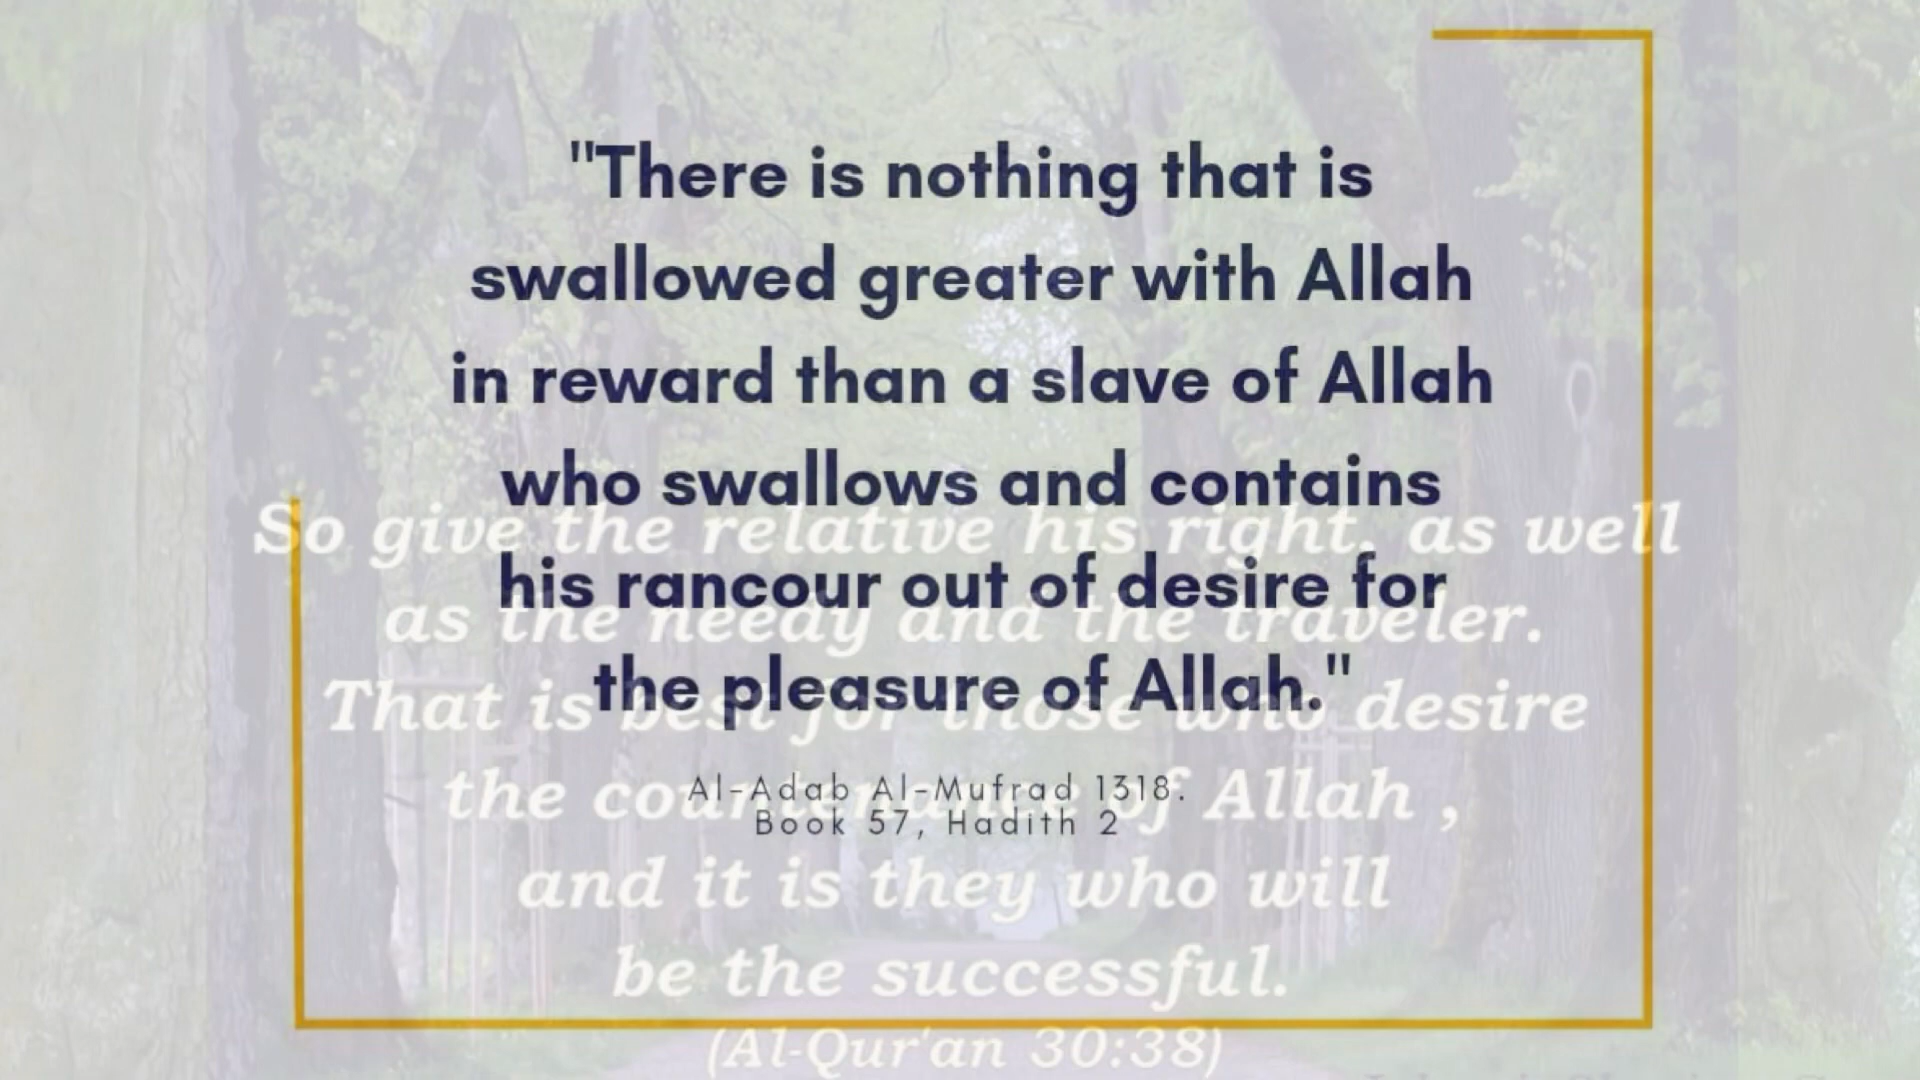 "There is nothing that is
swallowed greater with Allah
in reward than a slave of Allah
who swallows and contains
his rancour out of desire for
the pleasure of Allah."
Al-Adab Al-Mufrad 1318.
Book 57, Hadith 2
So give the relative his right, as well
as the needy and the traveler.
That is best for those who desire
the countenance of Allah ,
and it is they who will
be the successful.
(Al-Qur'an 30:38)